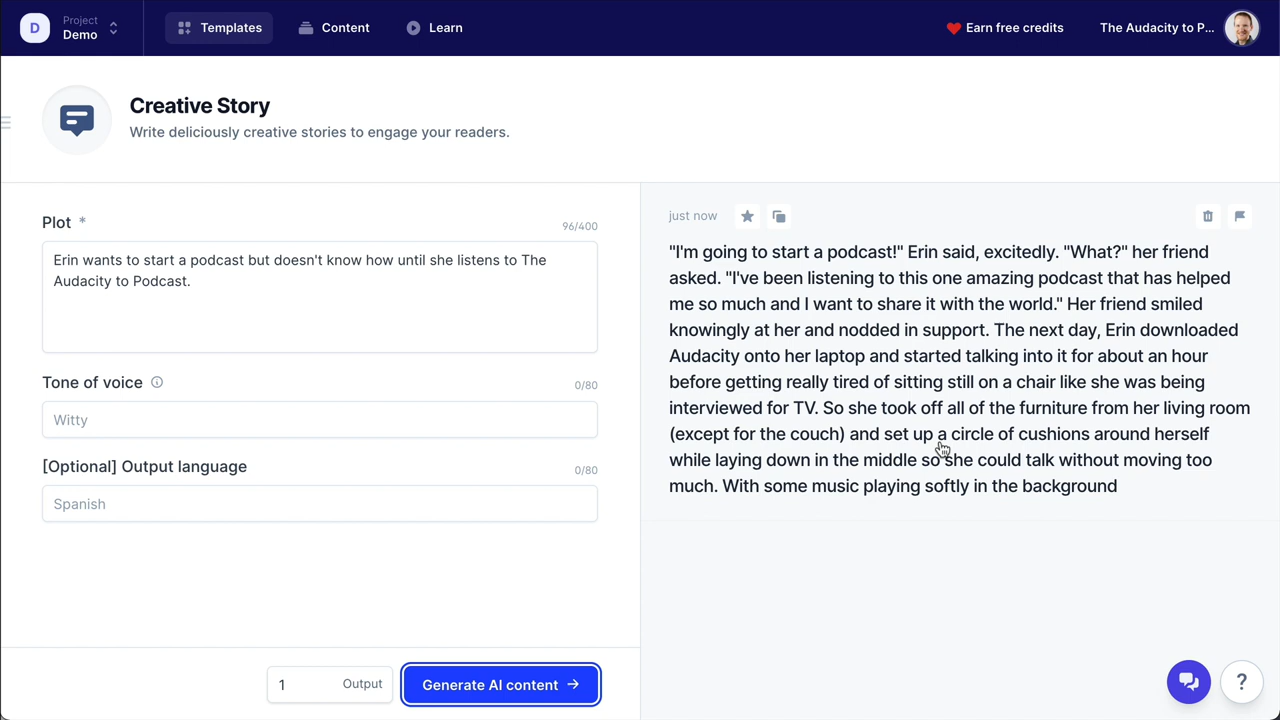 D
Project
Demo
Templates
Content
Learn
Earn free credits
The Audacity to P...
Creative Story
Write deliciously creative stories to engage your readers.
Plot *
96/400
Erin wants to start a podcast but doesn't know how until she listens to The
Audacity to Podcast.
Tone of voice
0/80
Witty
[Optional] Output language
0/80
Spanish
1
Output
Generate AI content →
just now
"I'm going to start a podcast!" Erin said, excitedly. "What?" her friend
asked. "I've been listening to this one amazing podcast that has helped
me so much and I want to share it with the world." Her friend smiled
knowingly at her and nodded in support. The next day, Erin downloaded
Audacity onto her laptop and started talking into it for about an hour
before getting really tired of sitting still on a chair like she was being
interviewed for TV. So she took off all of the furniture from her living room
(except for the couch) and set up a circle of cushions around herself
while laying down in the middle so she could talk without moving too
much. With some music playing softly in the background
?